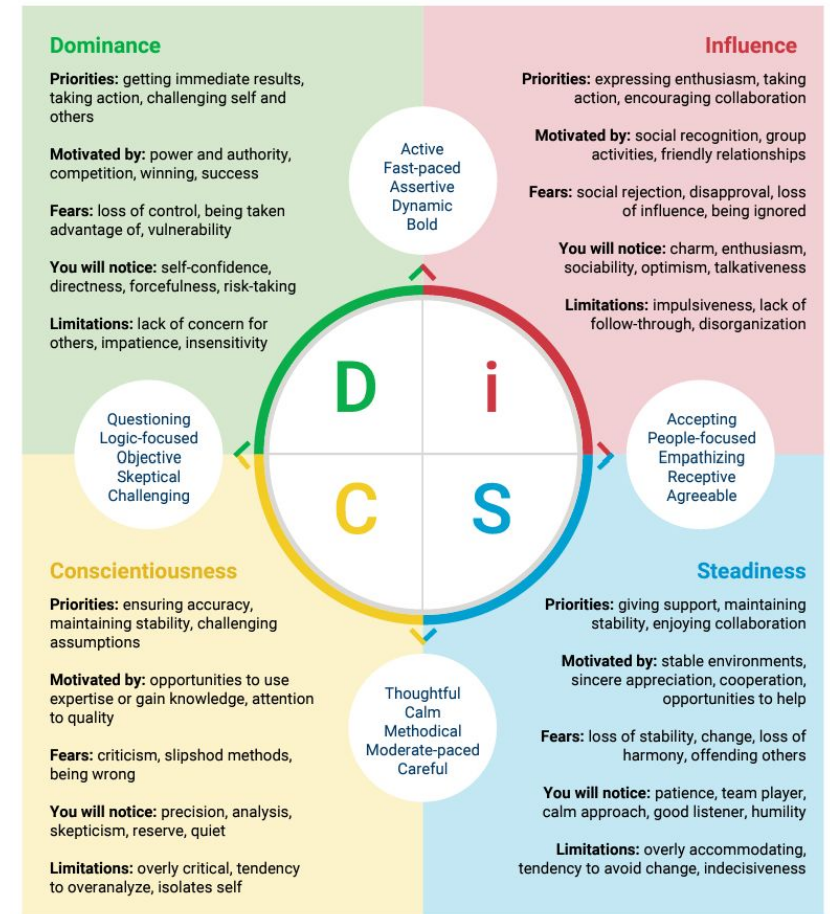 Dominance
Priorities: getting immediate results,
taking action, challenging self and
others
Motivated by: power and authority,
competition, winning, success
Fears: loss of control, being taken
advantage of, vulnerability
You will notice: self-confidence,
directness, forcefulness, risk-taking
Limitations: lack of concern for
others, impatience, insensitivity
Influence
Priorities: expressing enthusiasm, taking
action, encouraging collaboration
Motivated by: social recognition, group
activities, friendly relationships
Fears: social rejection, disapproval, loss
of influence, being ignored
You will notice: charm, enthusiasm,
sociability, optimism, talkativeness
Limitations: impulsiveness, lack of
follow-through, disorganization
Active
Fast-paced
Assertive
Dynamic
Bold
Questioning
Logic-focused
Objective
Skeptical
Challenging
D
i
C
S
Accepting
People-focused
Empathizing
Receptive
Agreeable
Thoughtful
Calm
Methodical
Moderate-paced
Careful
Conscientiousness
Priorities: ensuring accuracy,
maintaining stability, challenging
assumptions
Motivated by: opportunities to use
expertise or gain knowledge, attention
to quality
Fears: criticism, slipshod methods,
being wrong
You will notice: precision, analysis,
skepticism, reserve, quiet
Limitations: overly critical, tendency
to overanalyze, isolates self
Steadiness
Priorities: giving support, maintaining
stability, enjoying collaboration
Motivated by: stable environments,
sincere appreciation, cooperation,
opportunities to help
Fears: loss of stability, change, loss of
harmony, offending others
You will notice: patience, team player,
calm approach, good listener, humility
Limitations: overly accommodating,
tendency to avoid change, indecisiveness